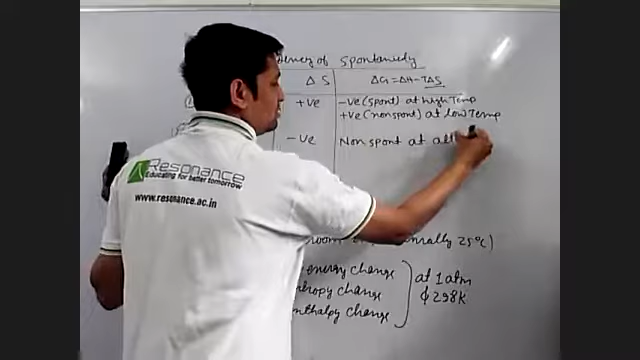 of spontaneity
ΔS ΔG = ΔH - TΔS
+ve -ve (spont) at high Temp
+ve (nonspont) at low Temp
-ve Non spont at all
Resonance
Educating for better tomorrow
www.resonance.ac.in
25°C)
energy change
change
enthalpy change
at 1 atm
& 298K